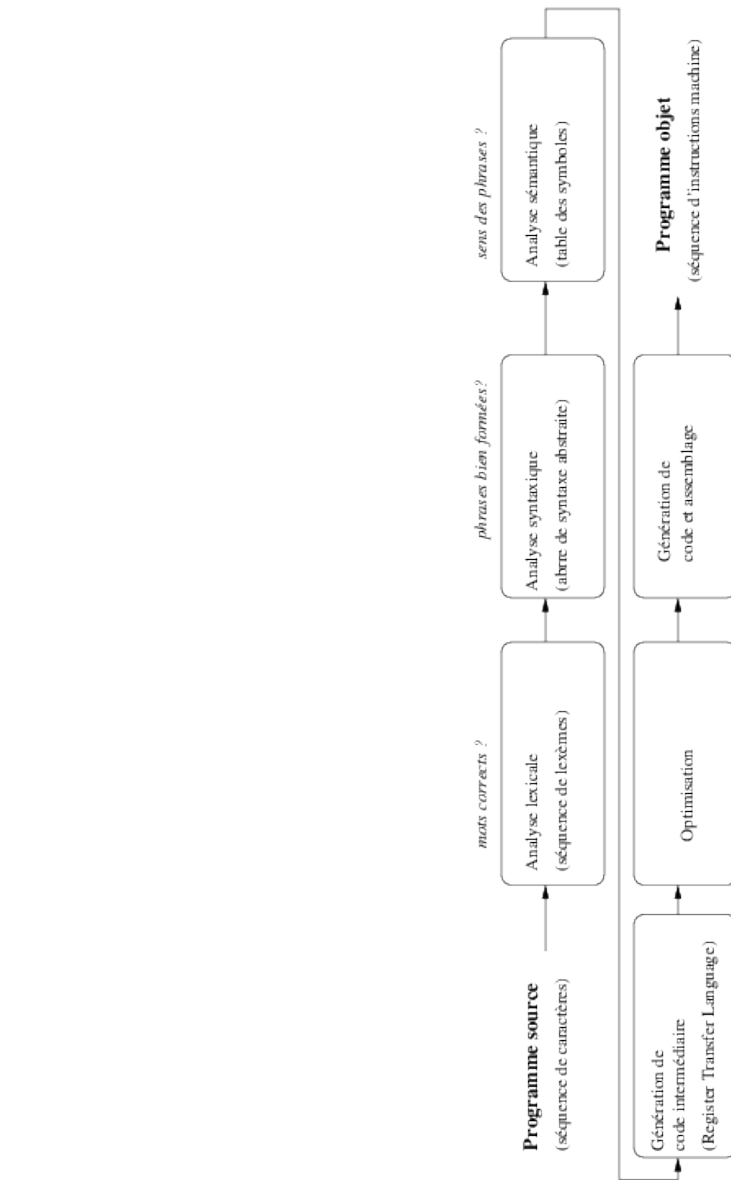 mots corrects ?
phrases bien formées?
sens des phrases ?
Programme source
(séquence de caractères)
Analyse lexicale
(séquence de lexèmes)
Analyse syntaxique
(abrre de syntaxe abstraite)
Analyse sémantique
(table des symboles)
Génération de
code intermédiaire
(Register Transfer Language)
Optimisation
Génération de
code et assemblage
Programme objet
(séquence d'instructions machine)